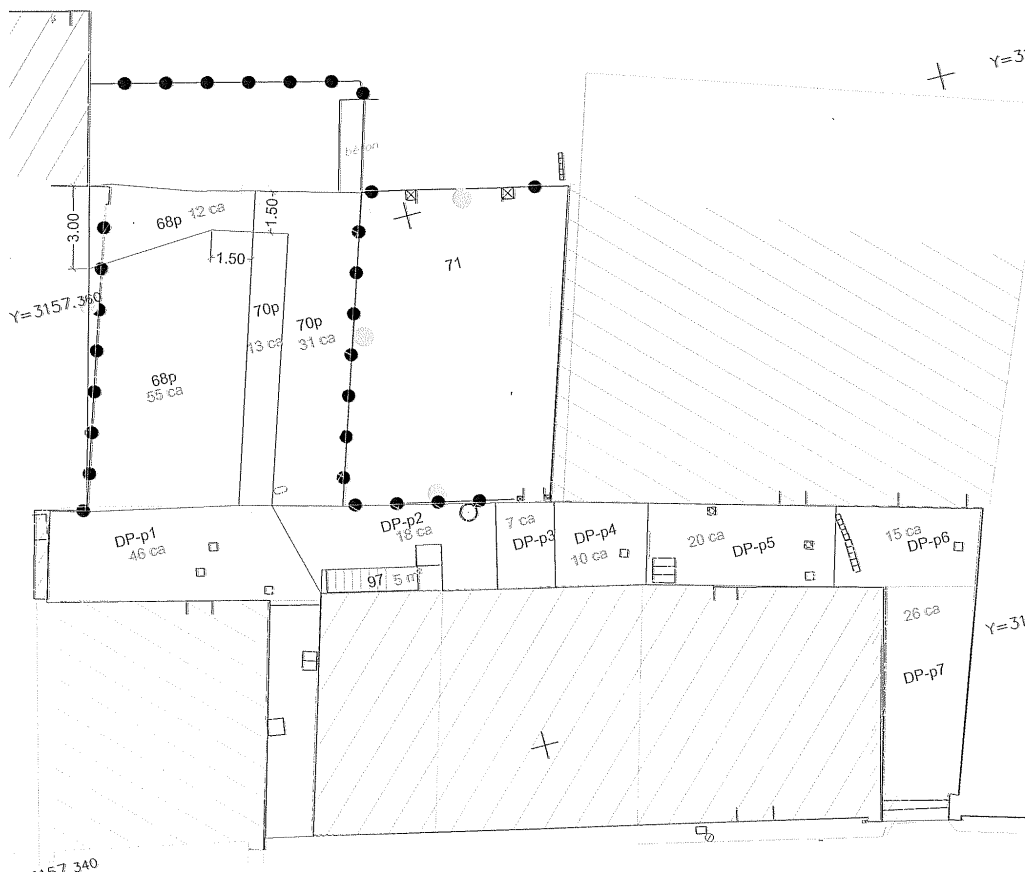 béton
68p 12 ca
3.00
1.50
1.50
71
Y=3157.360
70p
13 ca
70p
31 ca
68p
55 ca
DP-p1
46 ca
DP-p2
18 ca
7 ca
DP-p3
DP-p4
10 ca
20 ca
DP-p5
15 ca
DP-p6
97 5 m²
26 ca
DP-p7
Y=31
157.340